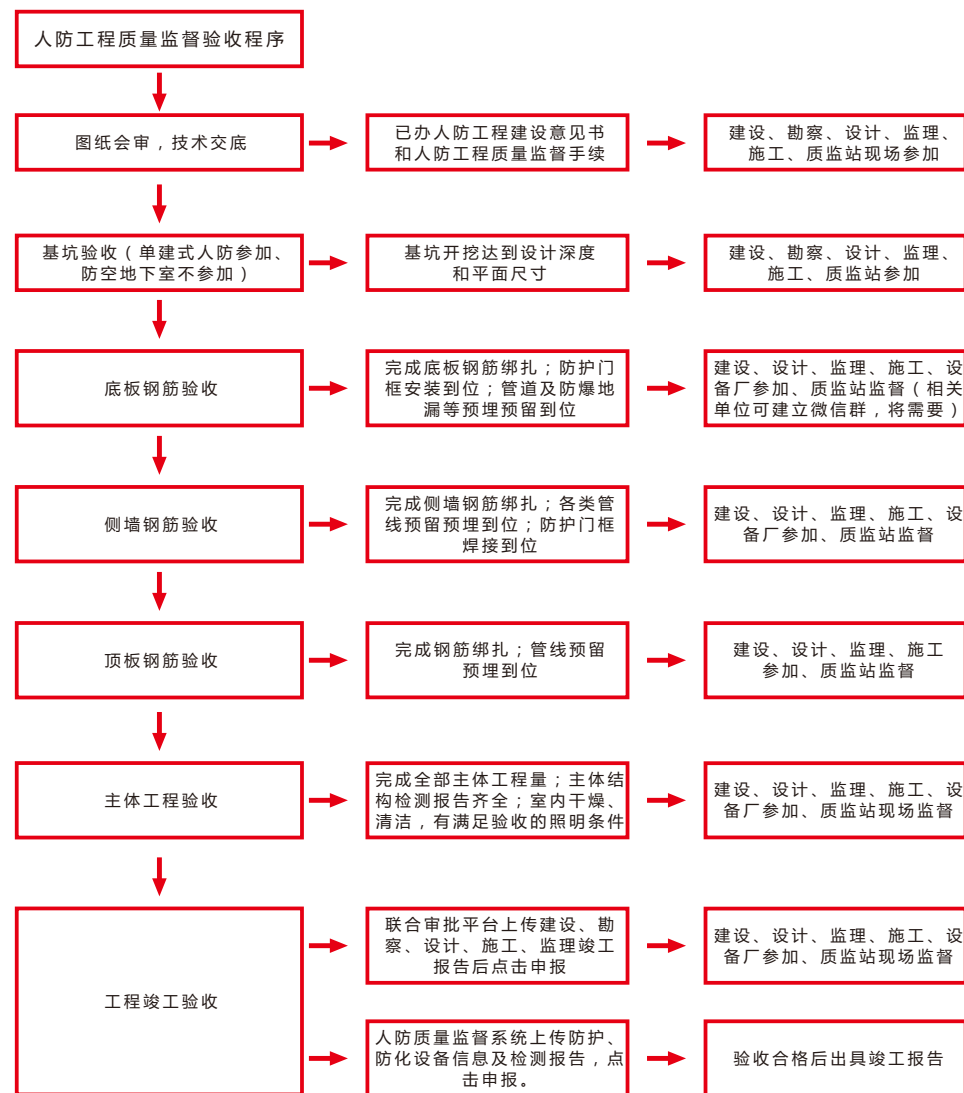 人防工程质量监督验收程序
图纸会审，技术交底
已办人防工程建设意见书
和人防工程质量监督手续
建设、勘察、设计、监理、
施工、质监站现场参加
基坑验收（单建式人防参加、
防空地下室不参加）
基坑开挖达到设计深度
和平面尺寸
建设、勘察、设计、监理、
施工、质监站参加
底板钢筋验收
完成底板钢筋绑扎；防护门
框安装到位；管道及防爆地
漏等预埋预留到位
建设、设计、监理、施工、设
备厂参加、质监站监督（相关
单位可建立微信群，将需要）
侧墙钢筋验收
完成侧墙钢筋绑扎；各类管
线预留预埋到位；防护门框
焊接到位
建设、设计、监理、施工、设
备厂参加、质监站监督
顶板钢筋验收
完成钢筋绑扎；管线预留
预埋到位
建设、设计、监理、施工
参加、质监站监督
主体工程验收
完成全部主体工程量；主体结
构检测报告齐全；室内干燥、
清洁，有满足验收的照明条件
建设、设计、监理、施工、设
备厂参加、质监站现场监督
工程竣工验收
联合审批平台上传建设、勘
察、设计、施工、监理竣工
报告后点击申报
建设、设计、监理、施工、设
备厂参加、质监站现场监督
人防质量监督系统上传防护、
防化设备信息及检测报告，点
击申报。
验收合格后出具竣工报告